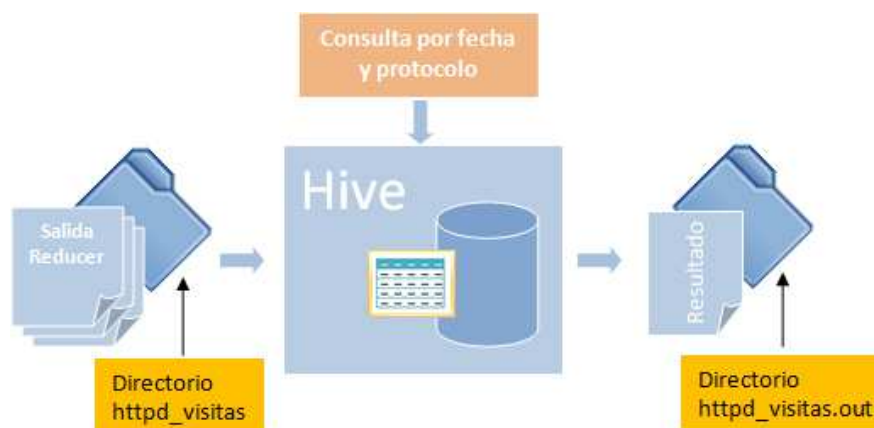 Consulta por fecha
y protocolo
Hive
Salida
Reducer
Resultado
Directorio
httpd_visitas
Directorio
httpd_visitas.out